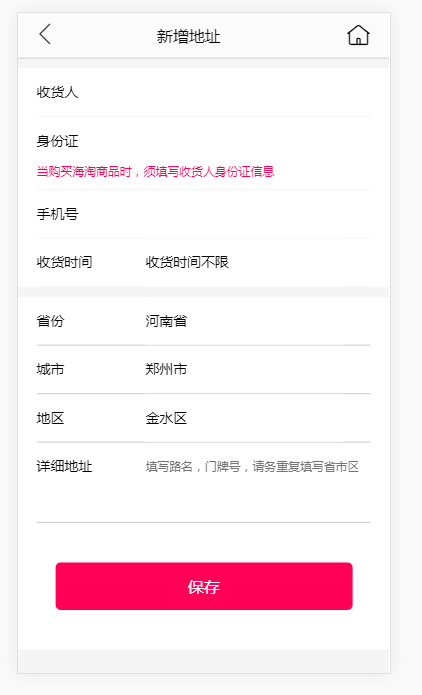 新增地址
收货人
身份证
当购买海淘商品时，须填写收货人身份证信息
手机号
收货时间 收货时间不限
省份 河南省
城市 郑州市
地区 金水区
详细地址 填写路名，门牌号，请务重复填写省市区
保存